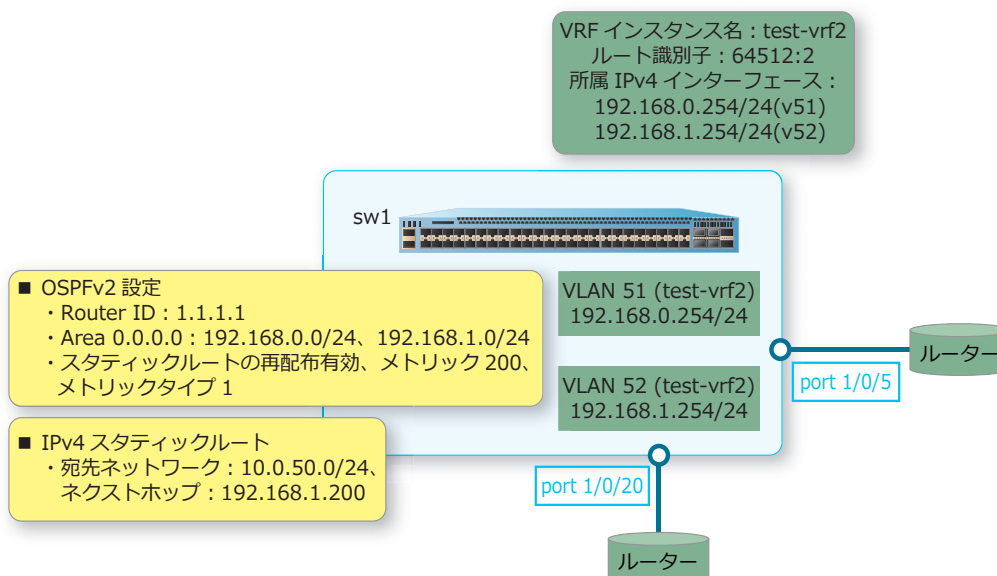 VRF インスタンス名：test-vrf2
ルート識別子：64512:2
所属 IPv4 インターフェース：
192.168.0.254/24(v51)
192.168.1.254/24(v52)
sw1
■ OSPFv2 設定
・Router ID：1.1.1.1
・Area 0.0.0.0：192.168.0.0/24、192.168.1.0/24
・スタティックルートの再配布有効、メトリック 200、
メトリックタイプ 1
VLAN 51 (test-vrf2)
192.168.0.254/24
ルーター
port 1/0/5
VLAN 52 (test-vrf2)
192.168.1.254/24
■ IPv4 スタティックルート
・宛先ネットワーク：10.0.50.0/24、
ネクストホップ：192.168.1.200
port 1/0/20
ルーター